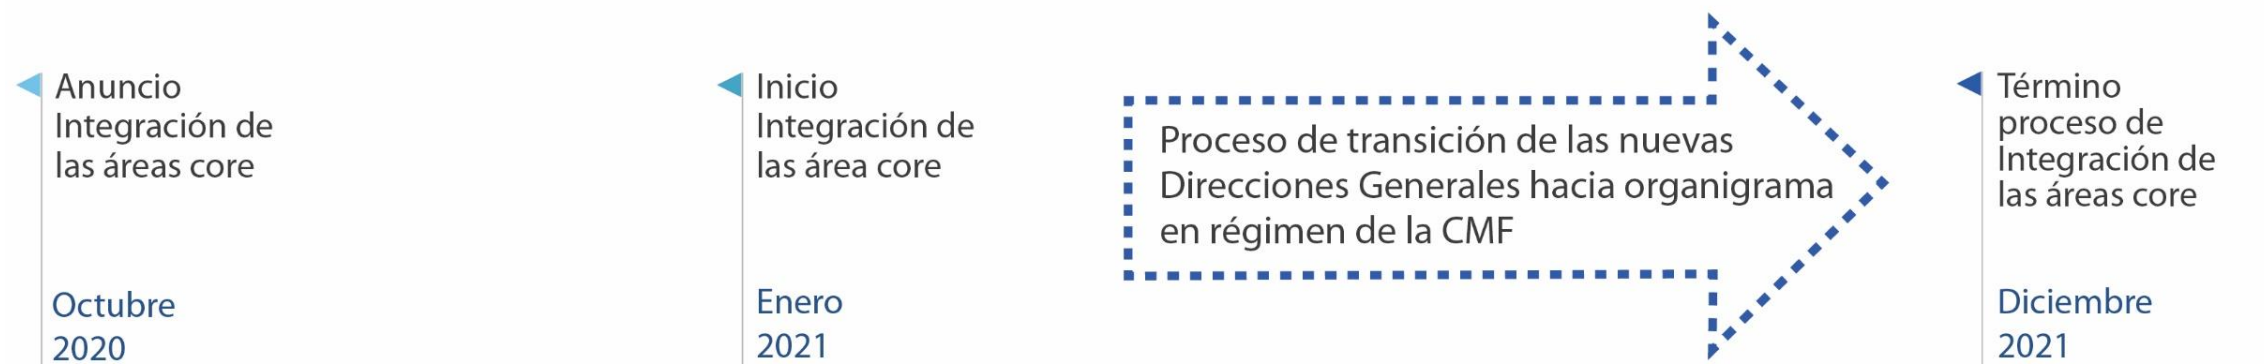 Anuncio
Integración de
las áreas core
Octubre
2020
Inicio
Integración de
las área core
Enero
2021
Proceso de transición de las nuevas
Direcciones Generales hacia organigrama
en régimen de la CMF
Término
proceso de
Integración de
las áreas core
Diciembre
2021